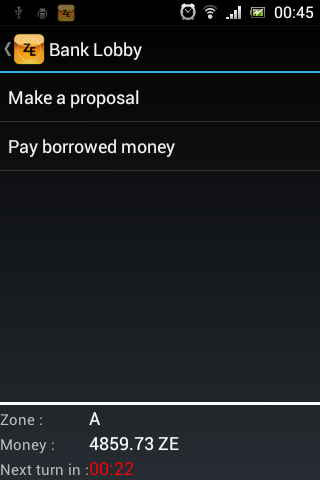 00:45
ZE Bank Lobby
Make a proposal
Pay borrowed money
Zone : A
Money : 4859.73 ZE
Next turn in : 00:22